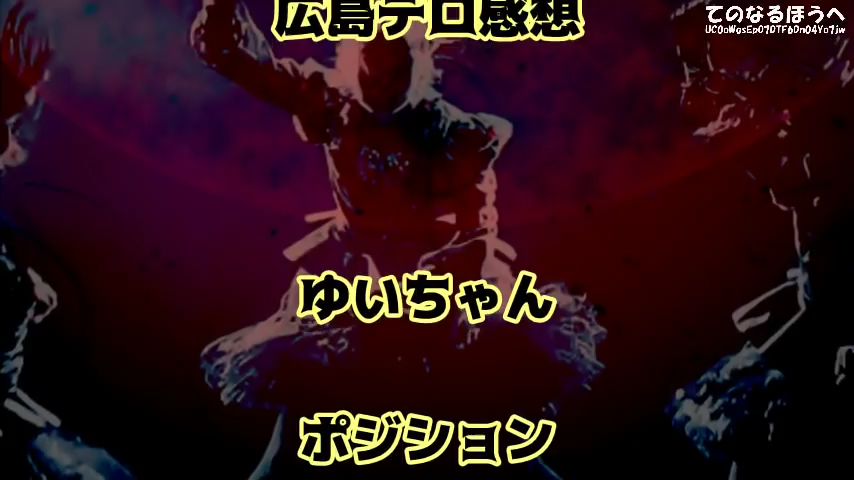 てのなるほうへ
広島テロ感想
ゆいちゃん
ポジション